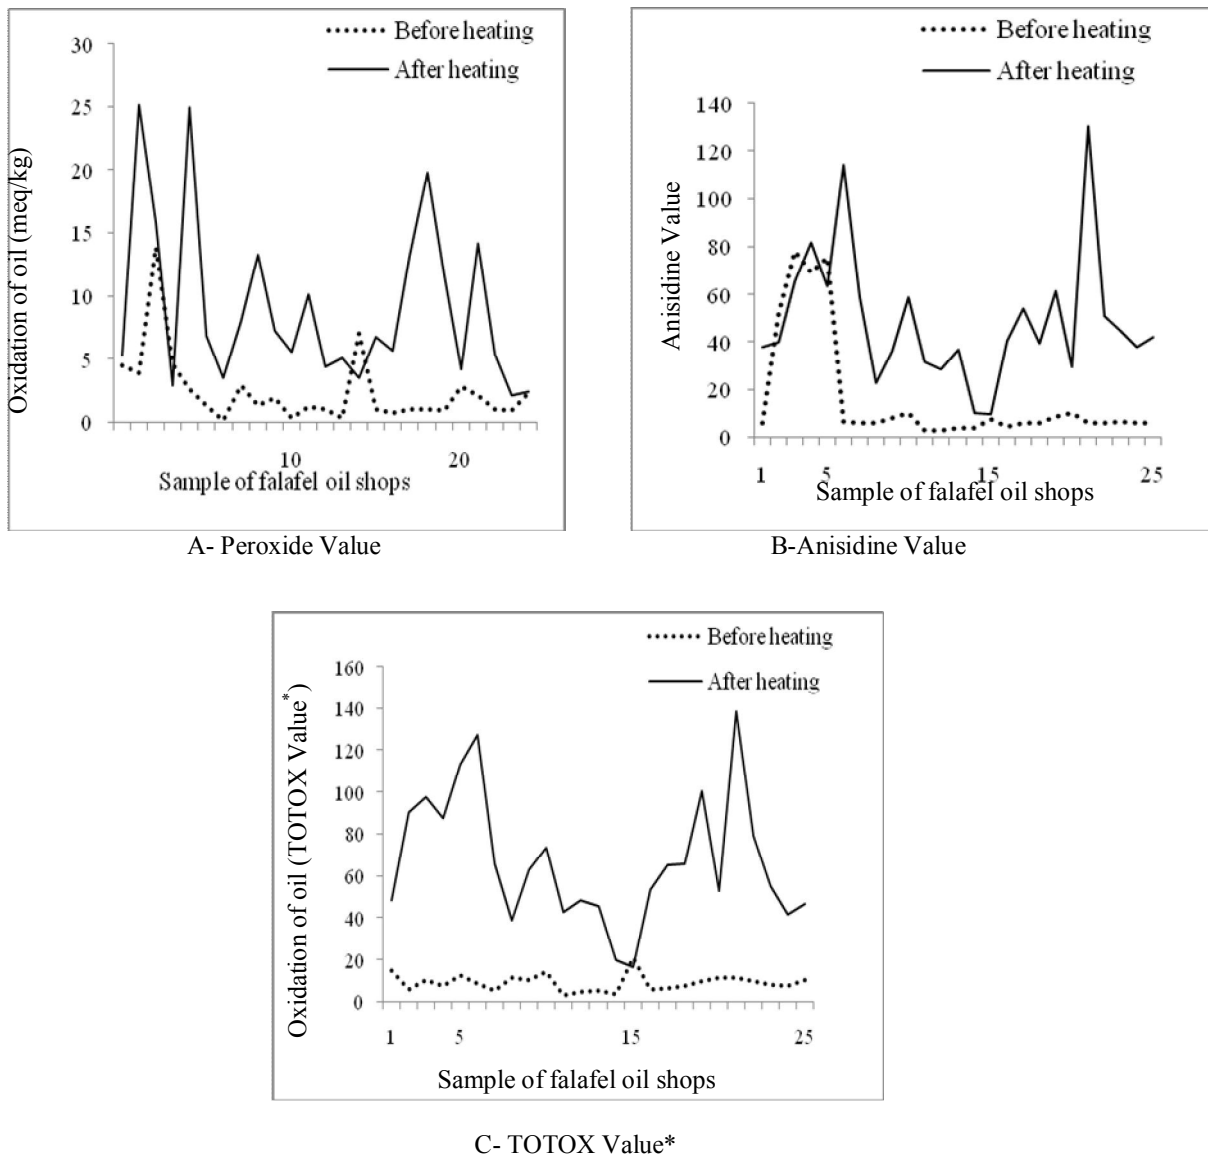 Before heating
After heating
Oxidation of oil (meq/kg)
30
25
20
15
10
5
0
10
20
Sample of falafel oil shops
A- Peroxide Value
Before heating
After heating
Anisidine Value
140
120
100
80
60
40
20
0
1
5
15
25
Sample of falafel oil shops
B-Anisidine Value
Before heating
After heating
Oxidation of oil (TOTOX Value*)
160
140
120
100
80
60
40
20
0
1
5
15
25
Sample of falafel oil shops
C- TOTOX Value*